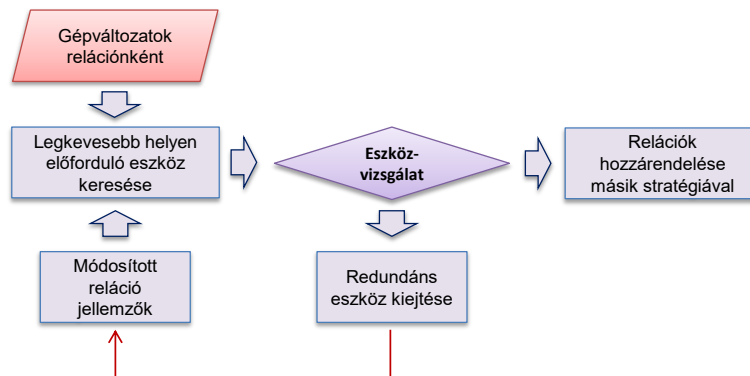 Gépváltozatok
relációnként
Legkevesebb helyen
előforduló eszköz
keresése
Eszköz-
vizsgálat
Relációk
hozzárendelése
másik stratégiával
Módosított
reláció
jellemzők
Redundáns
eszköz kiejtése